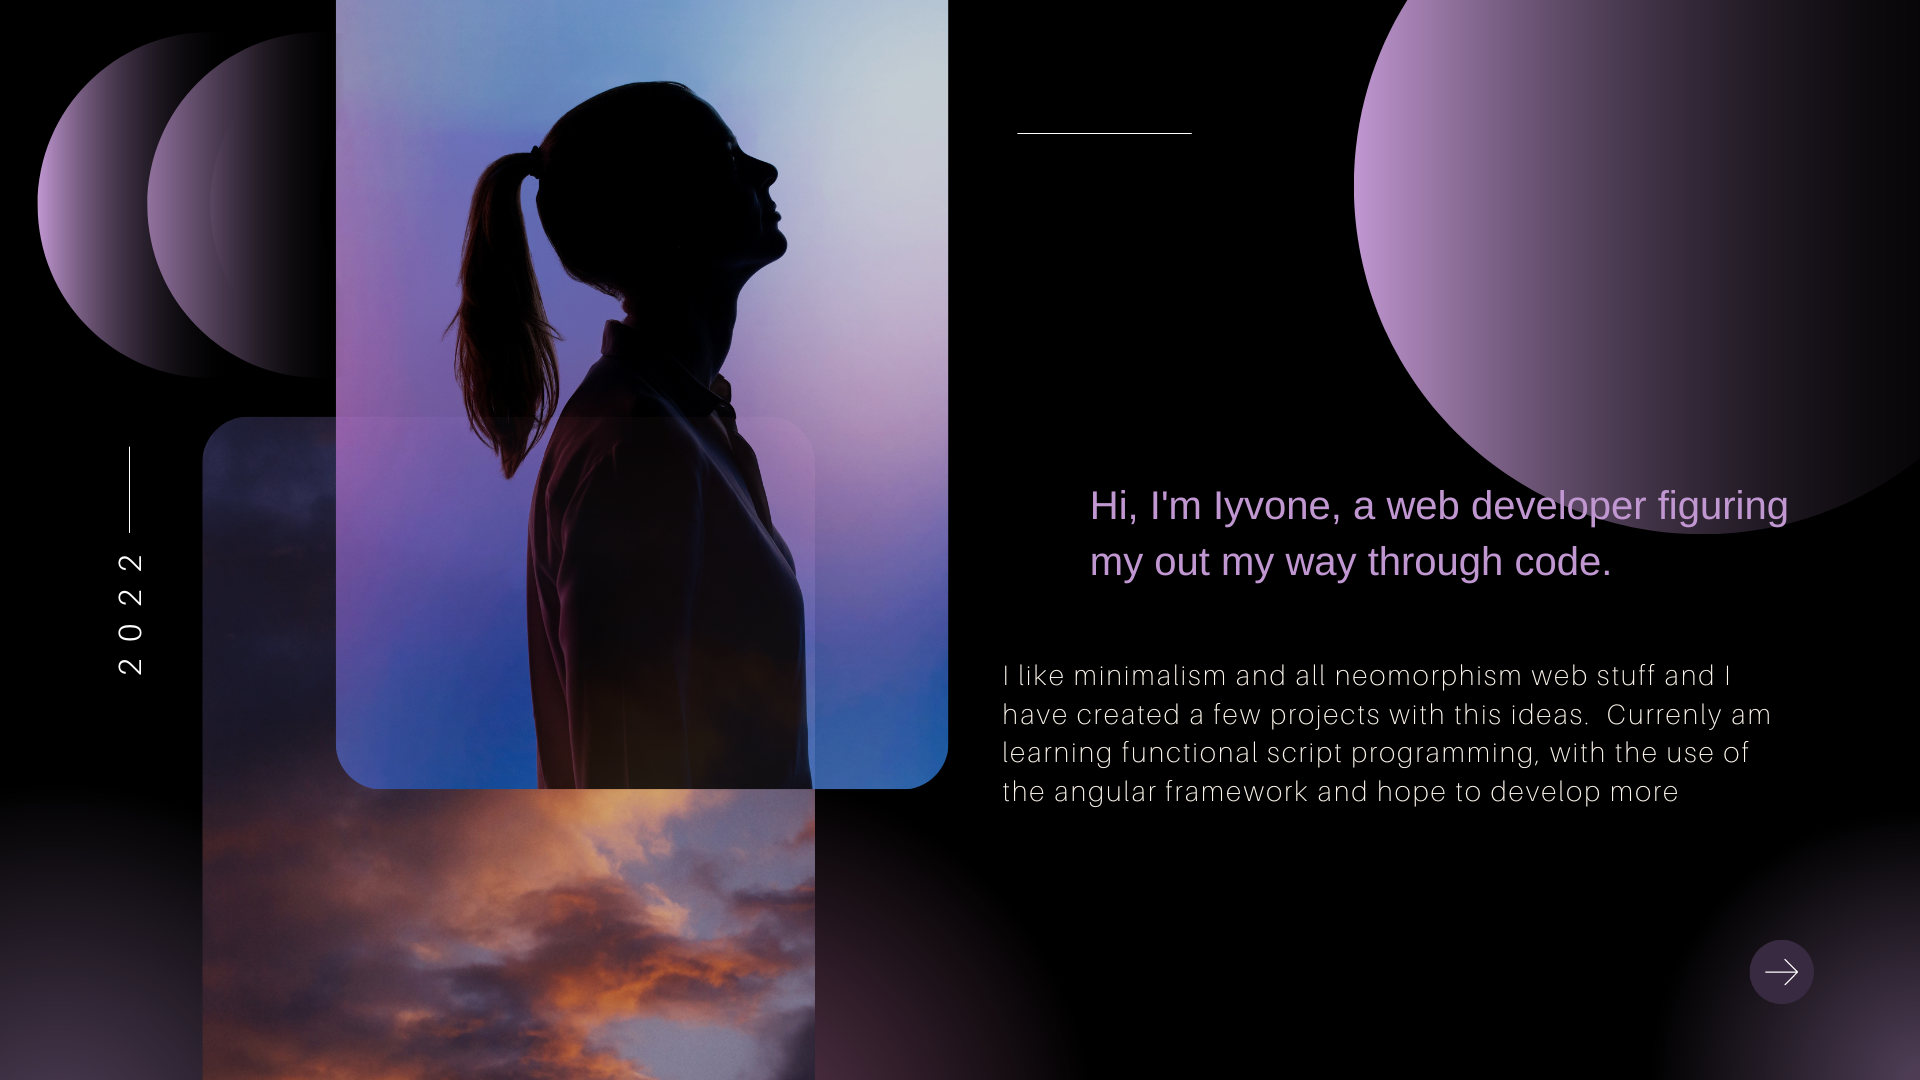 2022
Hi, I'm Iyvone, a web developer figuring
my out my way through code.
I like minimalism and all neomorphism web stuff and I
have created a few projects with this ideas.  Currenly am
learning functional script programming, with the use of
the angular framework and hope to develop more